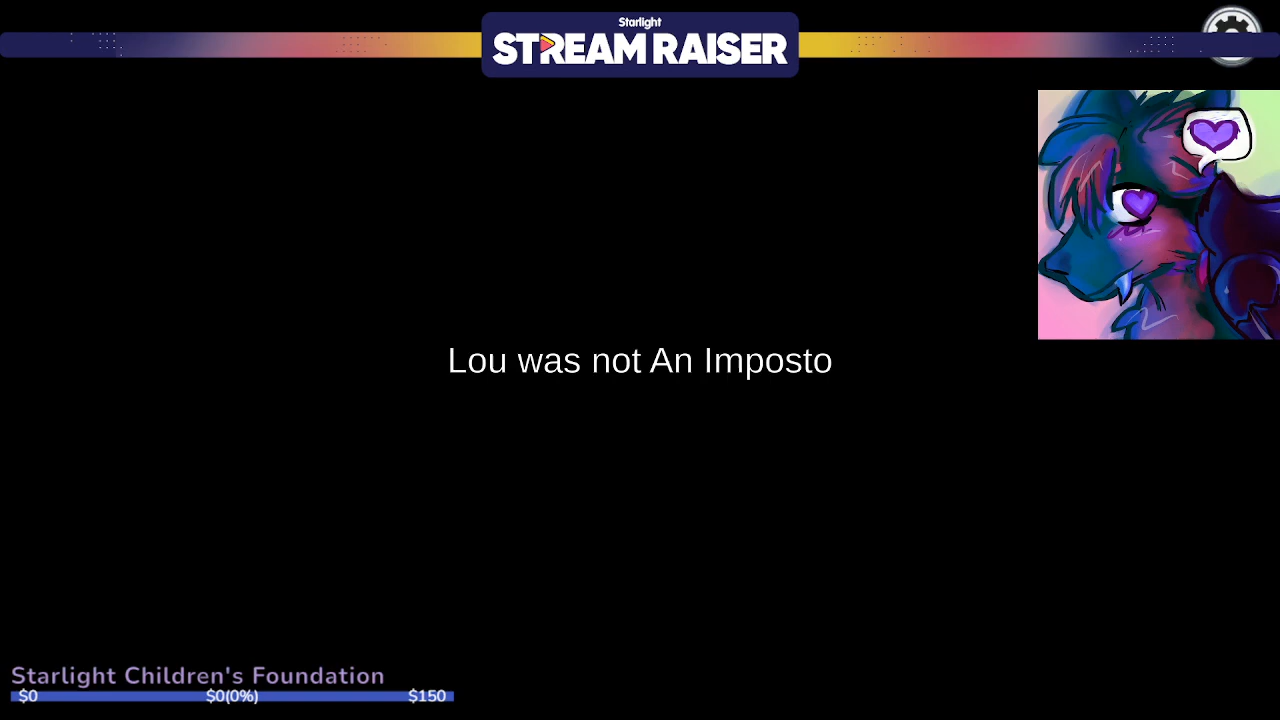 Starlight
STREAM RAISER
Lou was not An Imposto
Starlight Children's Foundation
$0 $0(0%) $150